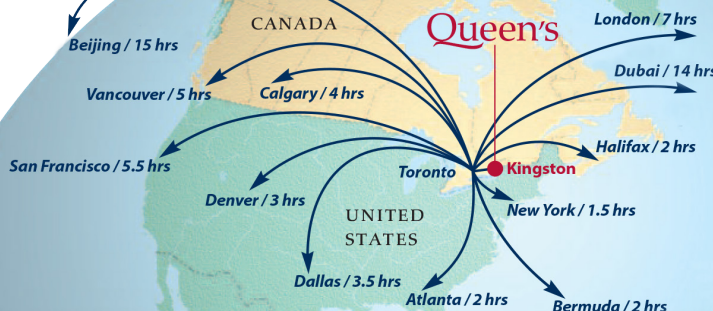 CANADA
Queen's
London / 7 hrs
Beijing / 15 hrs
Dubai / 14 hrs
Vancouver / 5 hrs
Calgary / 4 hrs
Halifax / 2 hrs
San Francisco / 5.5 hrs
Toronto
Kingston
Denver / 3 hrs
New York / 1.5 hrs
UNITED
STATES
Dallas / 3.5 hrs
Atlanta / 2 hrs
Bermuda / 2 hrs